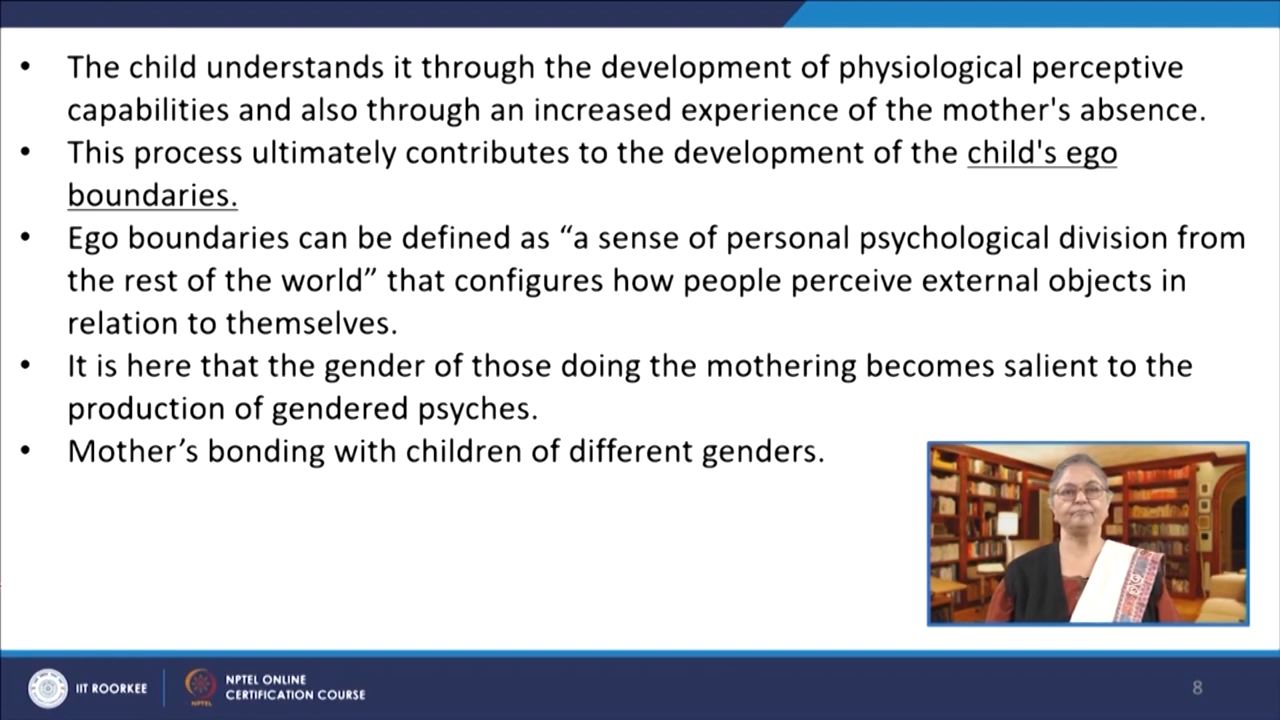 • The child understands it through the development of physiological perceptive
capabilities and also through an increased experience of the mother's absence.
• This process ultimately contributes to the development of the child's ego
boundaries.
• Ego boundaries can be defined as “a sense of personal psychological division from
the rest of the world” that configures how people perceive external objects in
relation to themselves.
• It is here that the gender of those doing the mothering becomes salient to the
production of gendered psyches.
• Mother’s bonding with children of different genders.
IIT ROORKEE
NPTEL
NPTEL ONLINE
CERTIFICATION COURSE
8